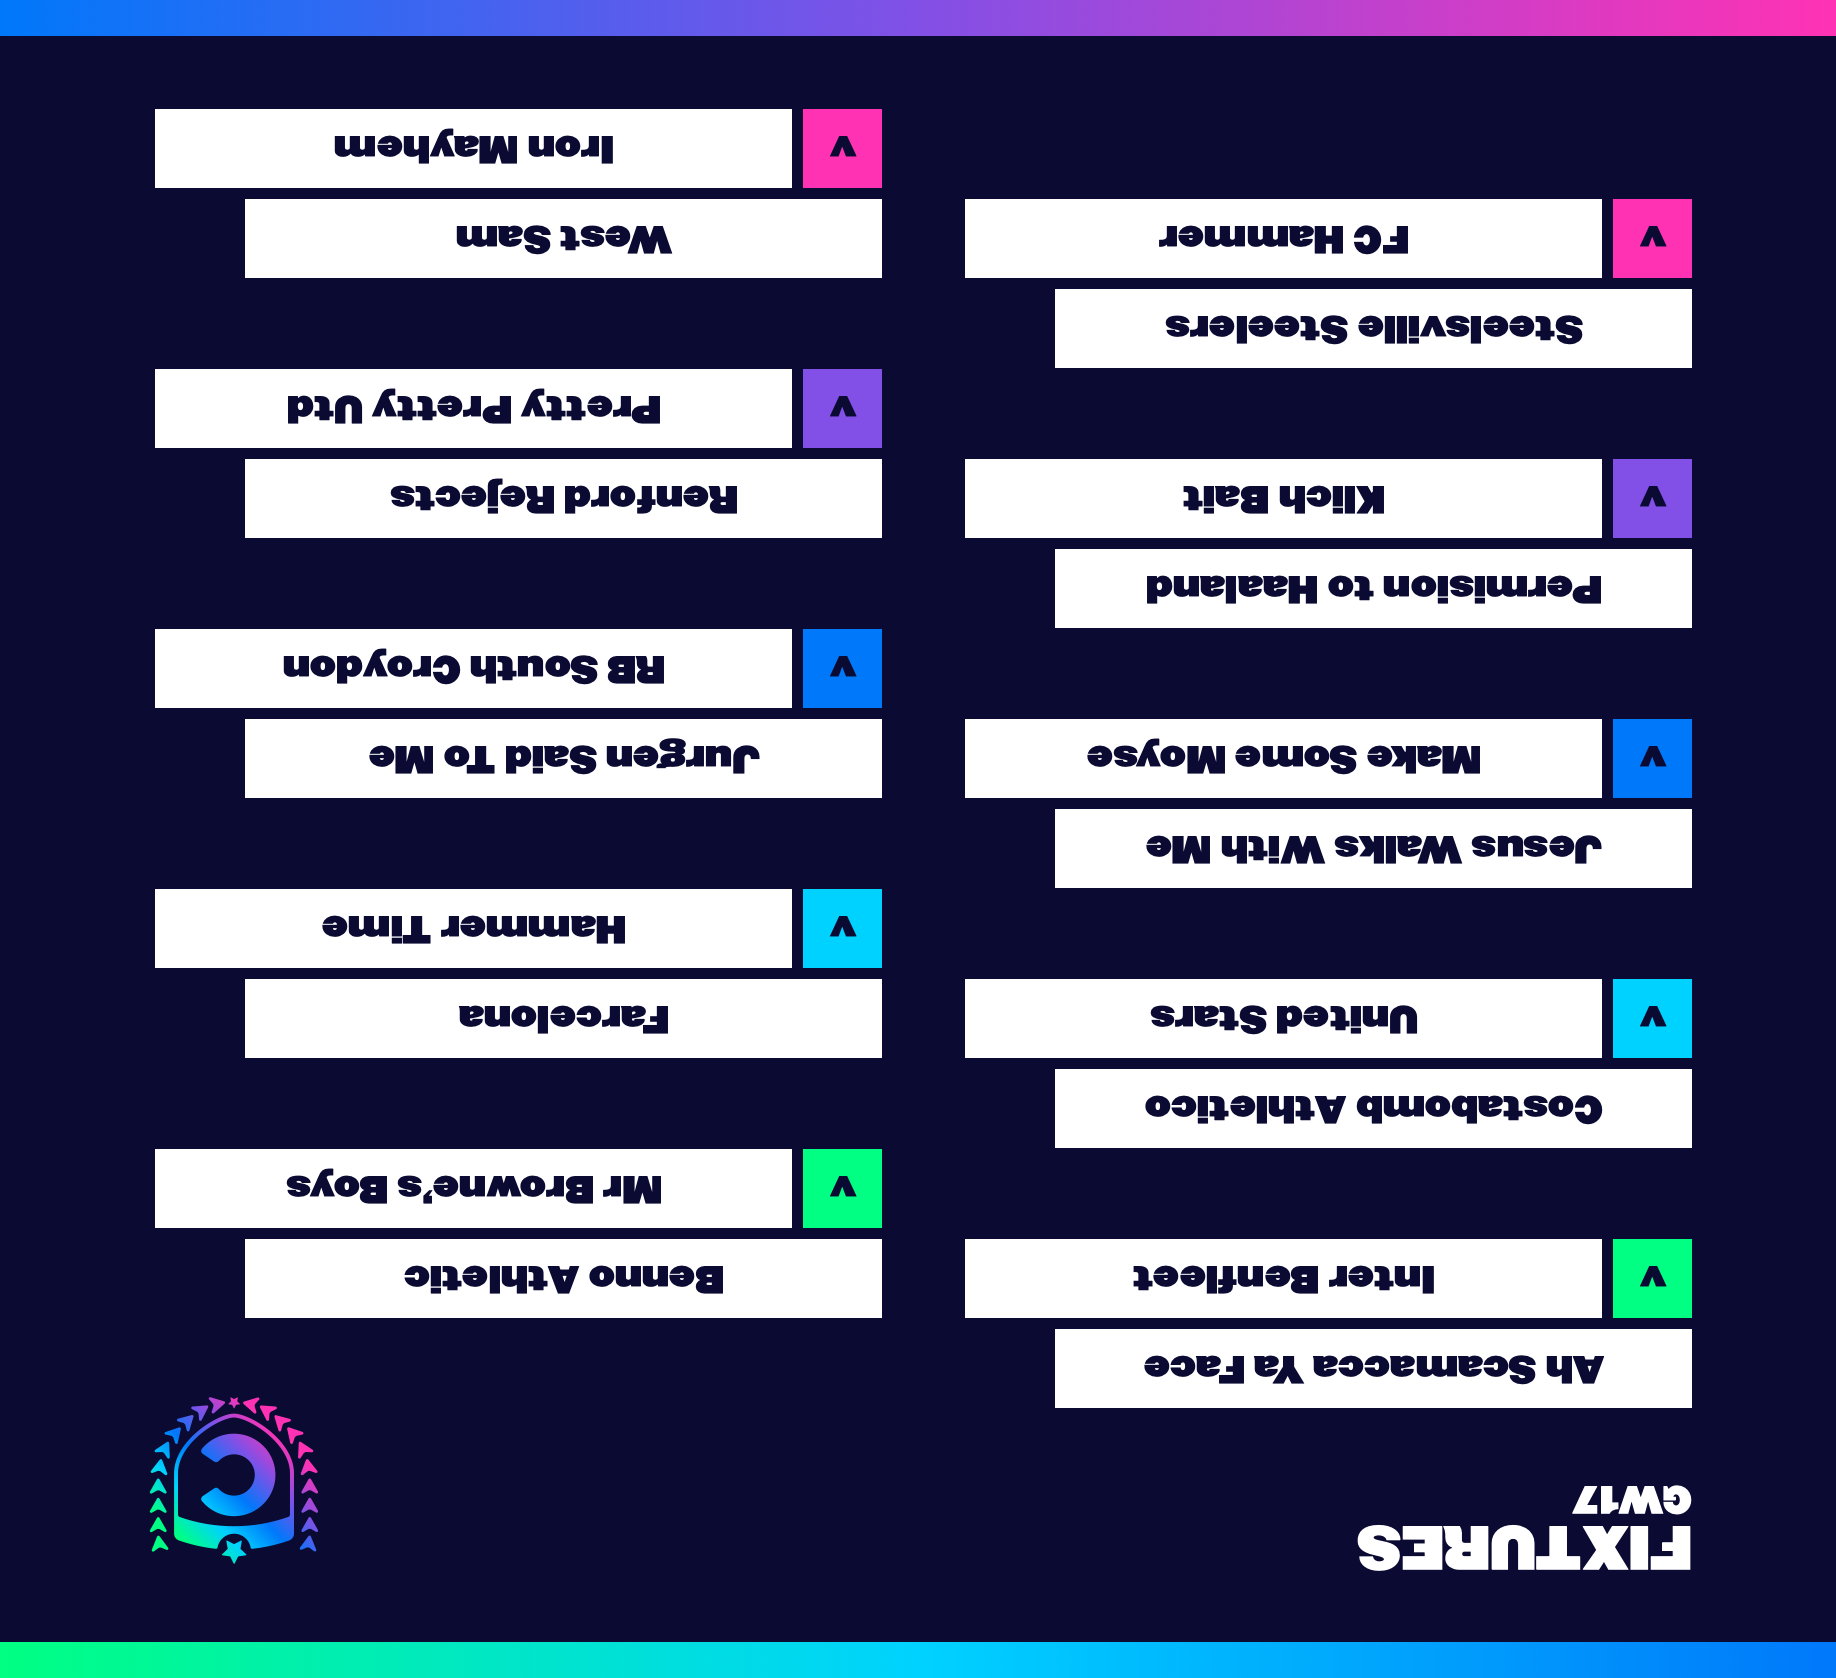 FIXTURES
GW17
Ah Scamacca Ya Face
v
Inter Benfleet
Costabomb Athletico
v
United Stars
Jesus Walks With Me
v
Make Some Moyse
Permision to Haaland
v
Klich Bait
Steelsville Steelers
v
FC Hammer
Benno Athletic
v
Mr Browne’s Boys
Farcelona
v
Hammer Time
Jurgen Said To Me
v
RB South Croydon
Renford Rejects
v
Pretty Pretty Utd
West Sam
v
Iron Mayhem